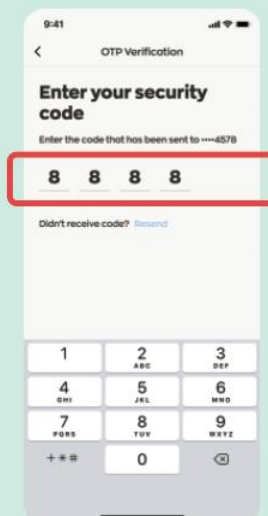 9:41
OTP Verification
Enter your security
code
Enter the code that has been sent to ••••4578
8 8 8 8
Didn't receive code? Resend
1 2 3
ABC DEF
4 5 6
GHI JKL MNO
7 8 9
PQRS TUV WXYZ
+ * # 0